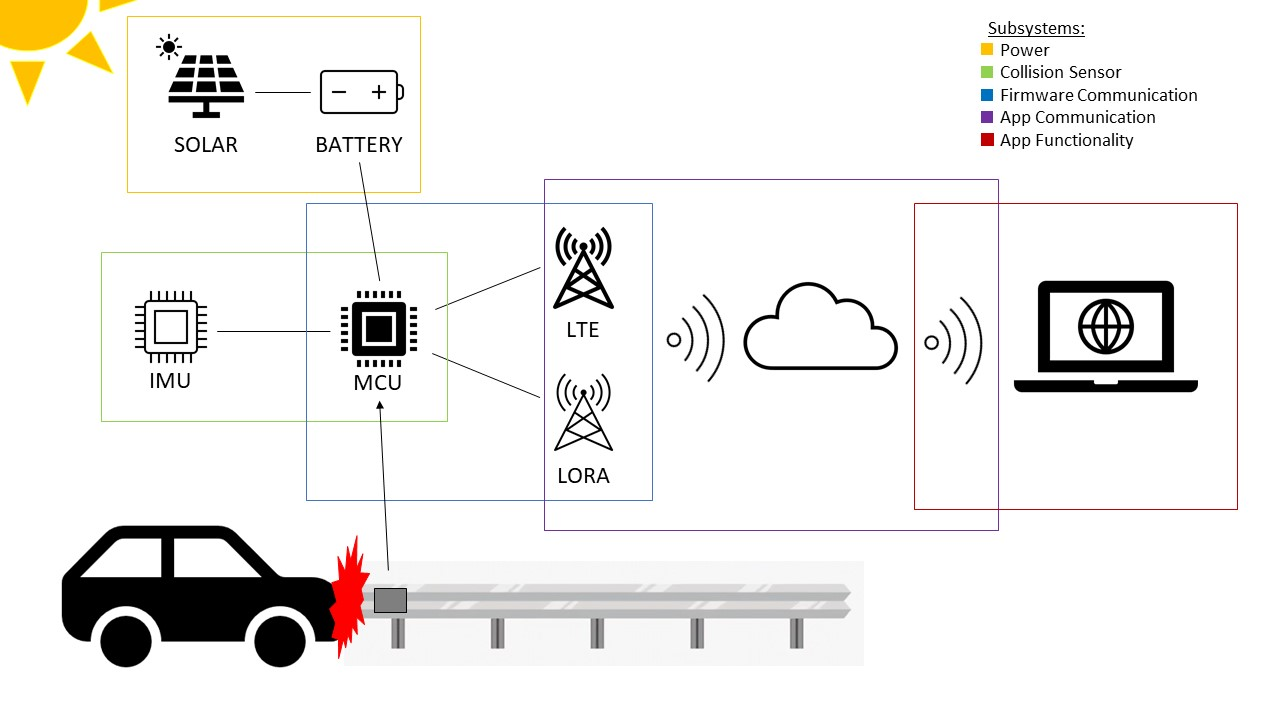 Subsystems:
Power
Collision Sensor
Firmware Communication
App Communication
App Functionality
SOLAR
BATTERY
IMU
MCU
LTE
LORA